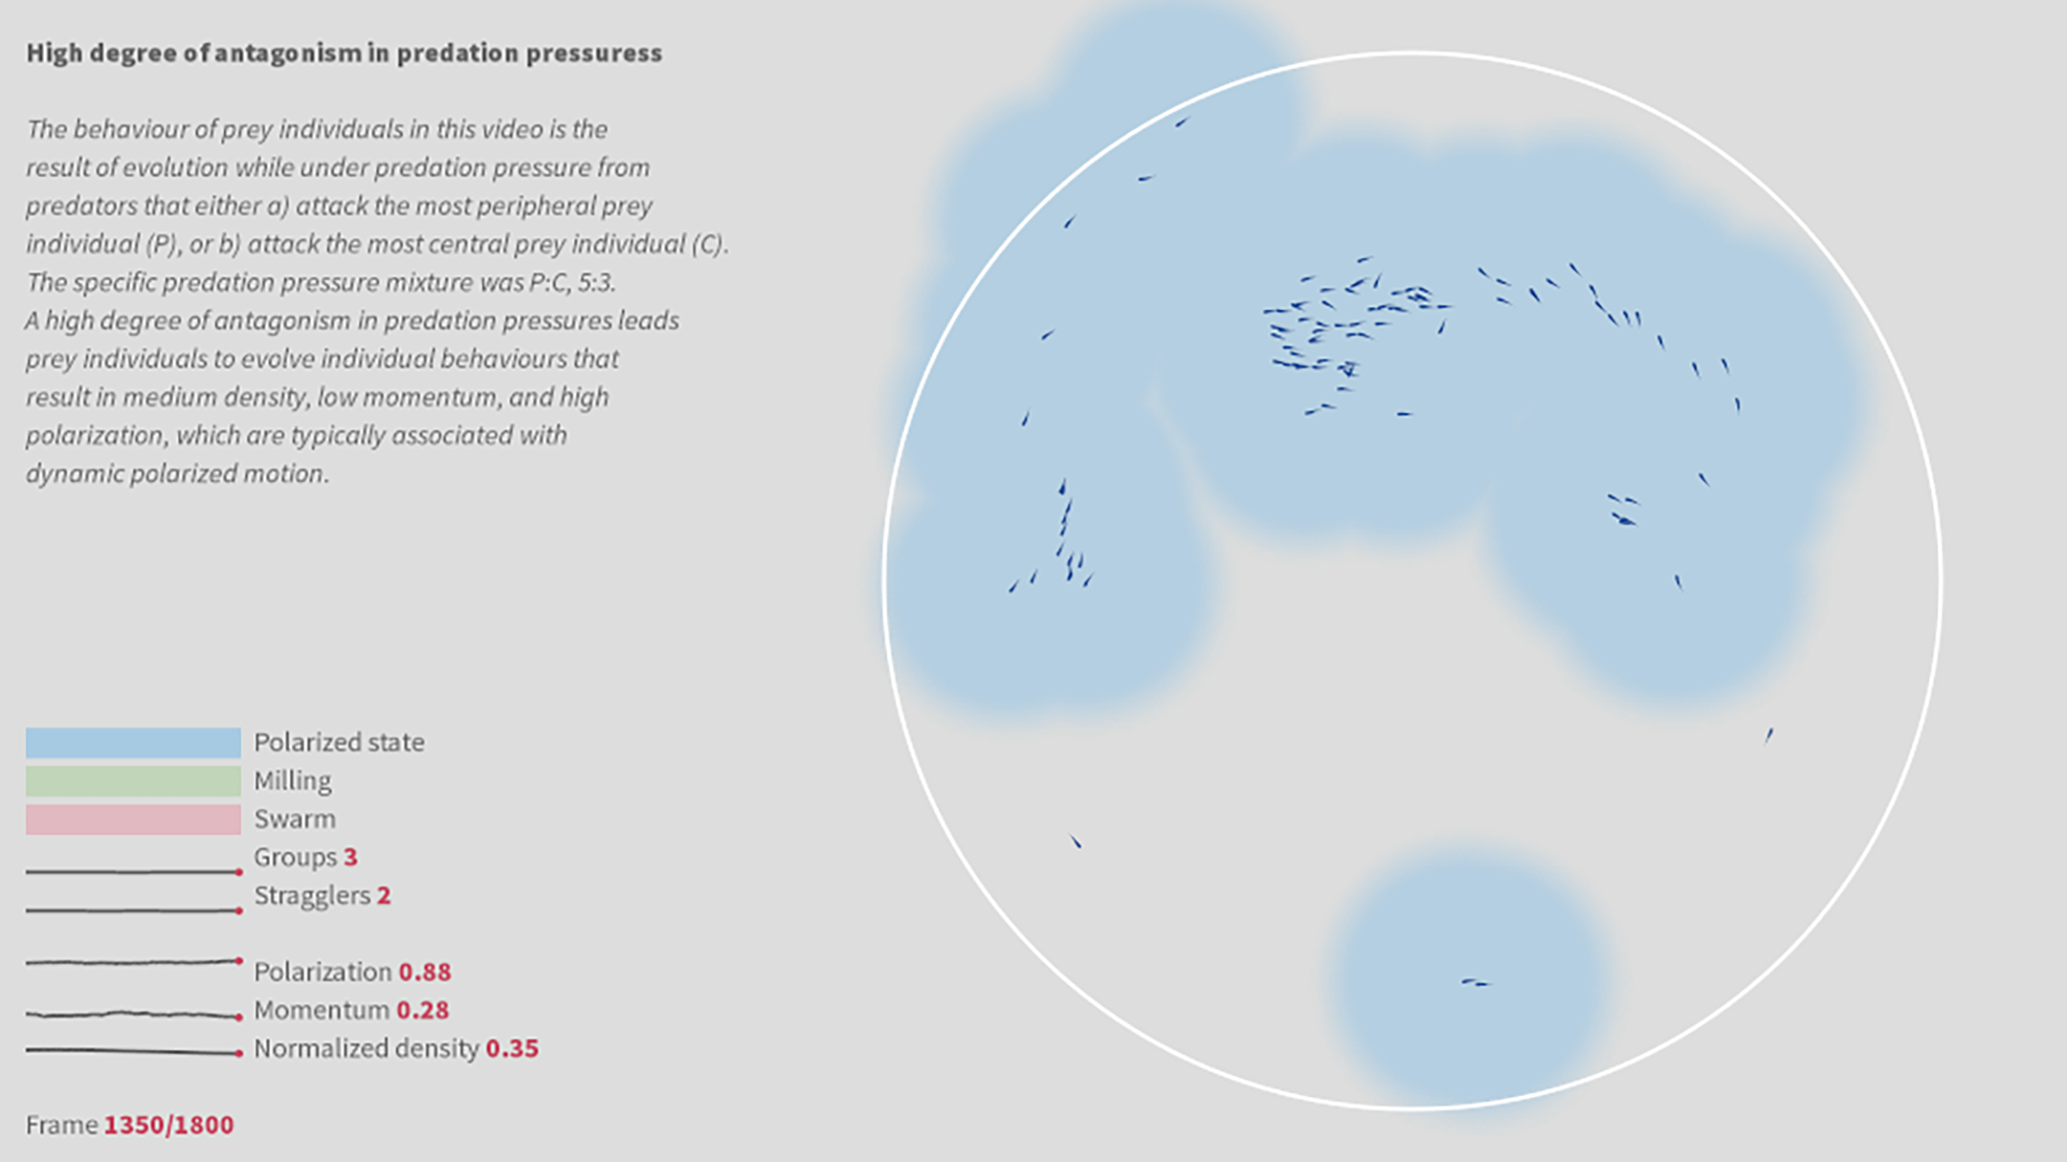 High degree of antagonism in predation pressuress
The behaviour of prey individuals in this video is the
result of evolution while under predation pressure from
predators that either a) attack the most peripheral prey
individual (P), or b) attack the most central prey individual (C).
The specific predation pressure mixture was P:C, 5:3.
A high degree of antagonism in predation pressures leads
prey individuals to evolve individual behaviours that
result in medium density, low momentum, and high
polarization, which are typically associated with
dynamic polarized motion.
Polarized state
Milling
Swarm
Groups 3
Stragglers 2
Polarization 0.88
Momentum 0.28
Normalized density 0.35
Frame 1350/1800